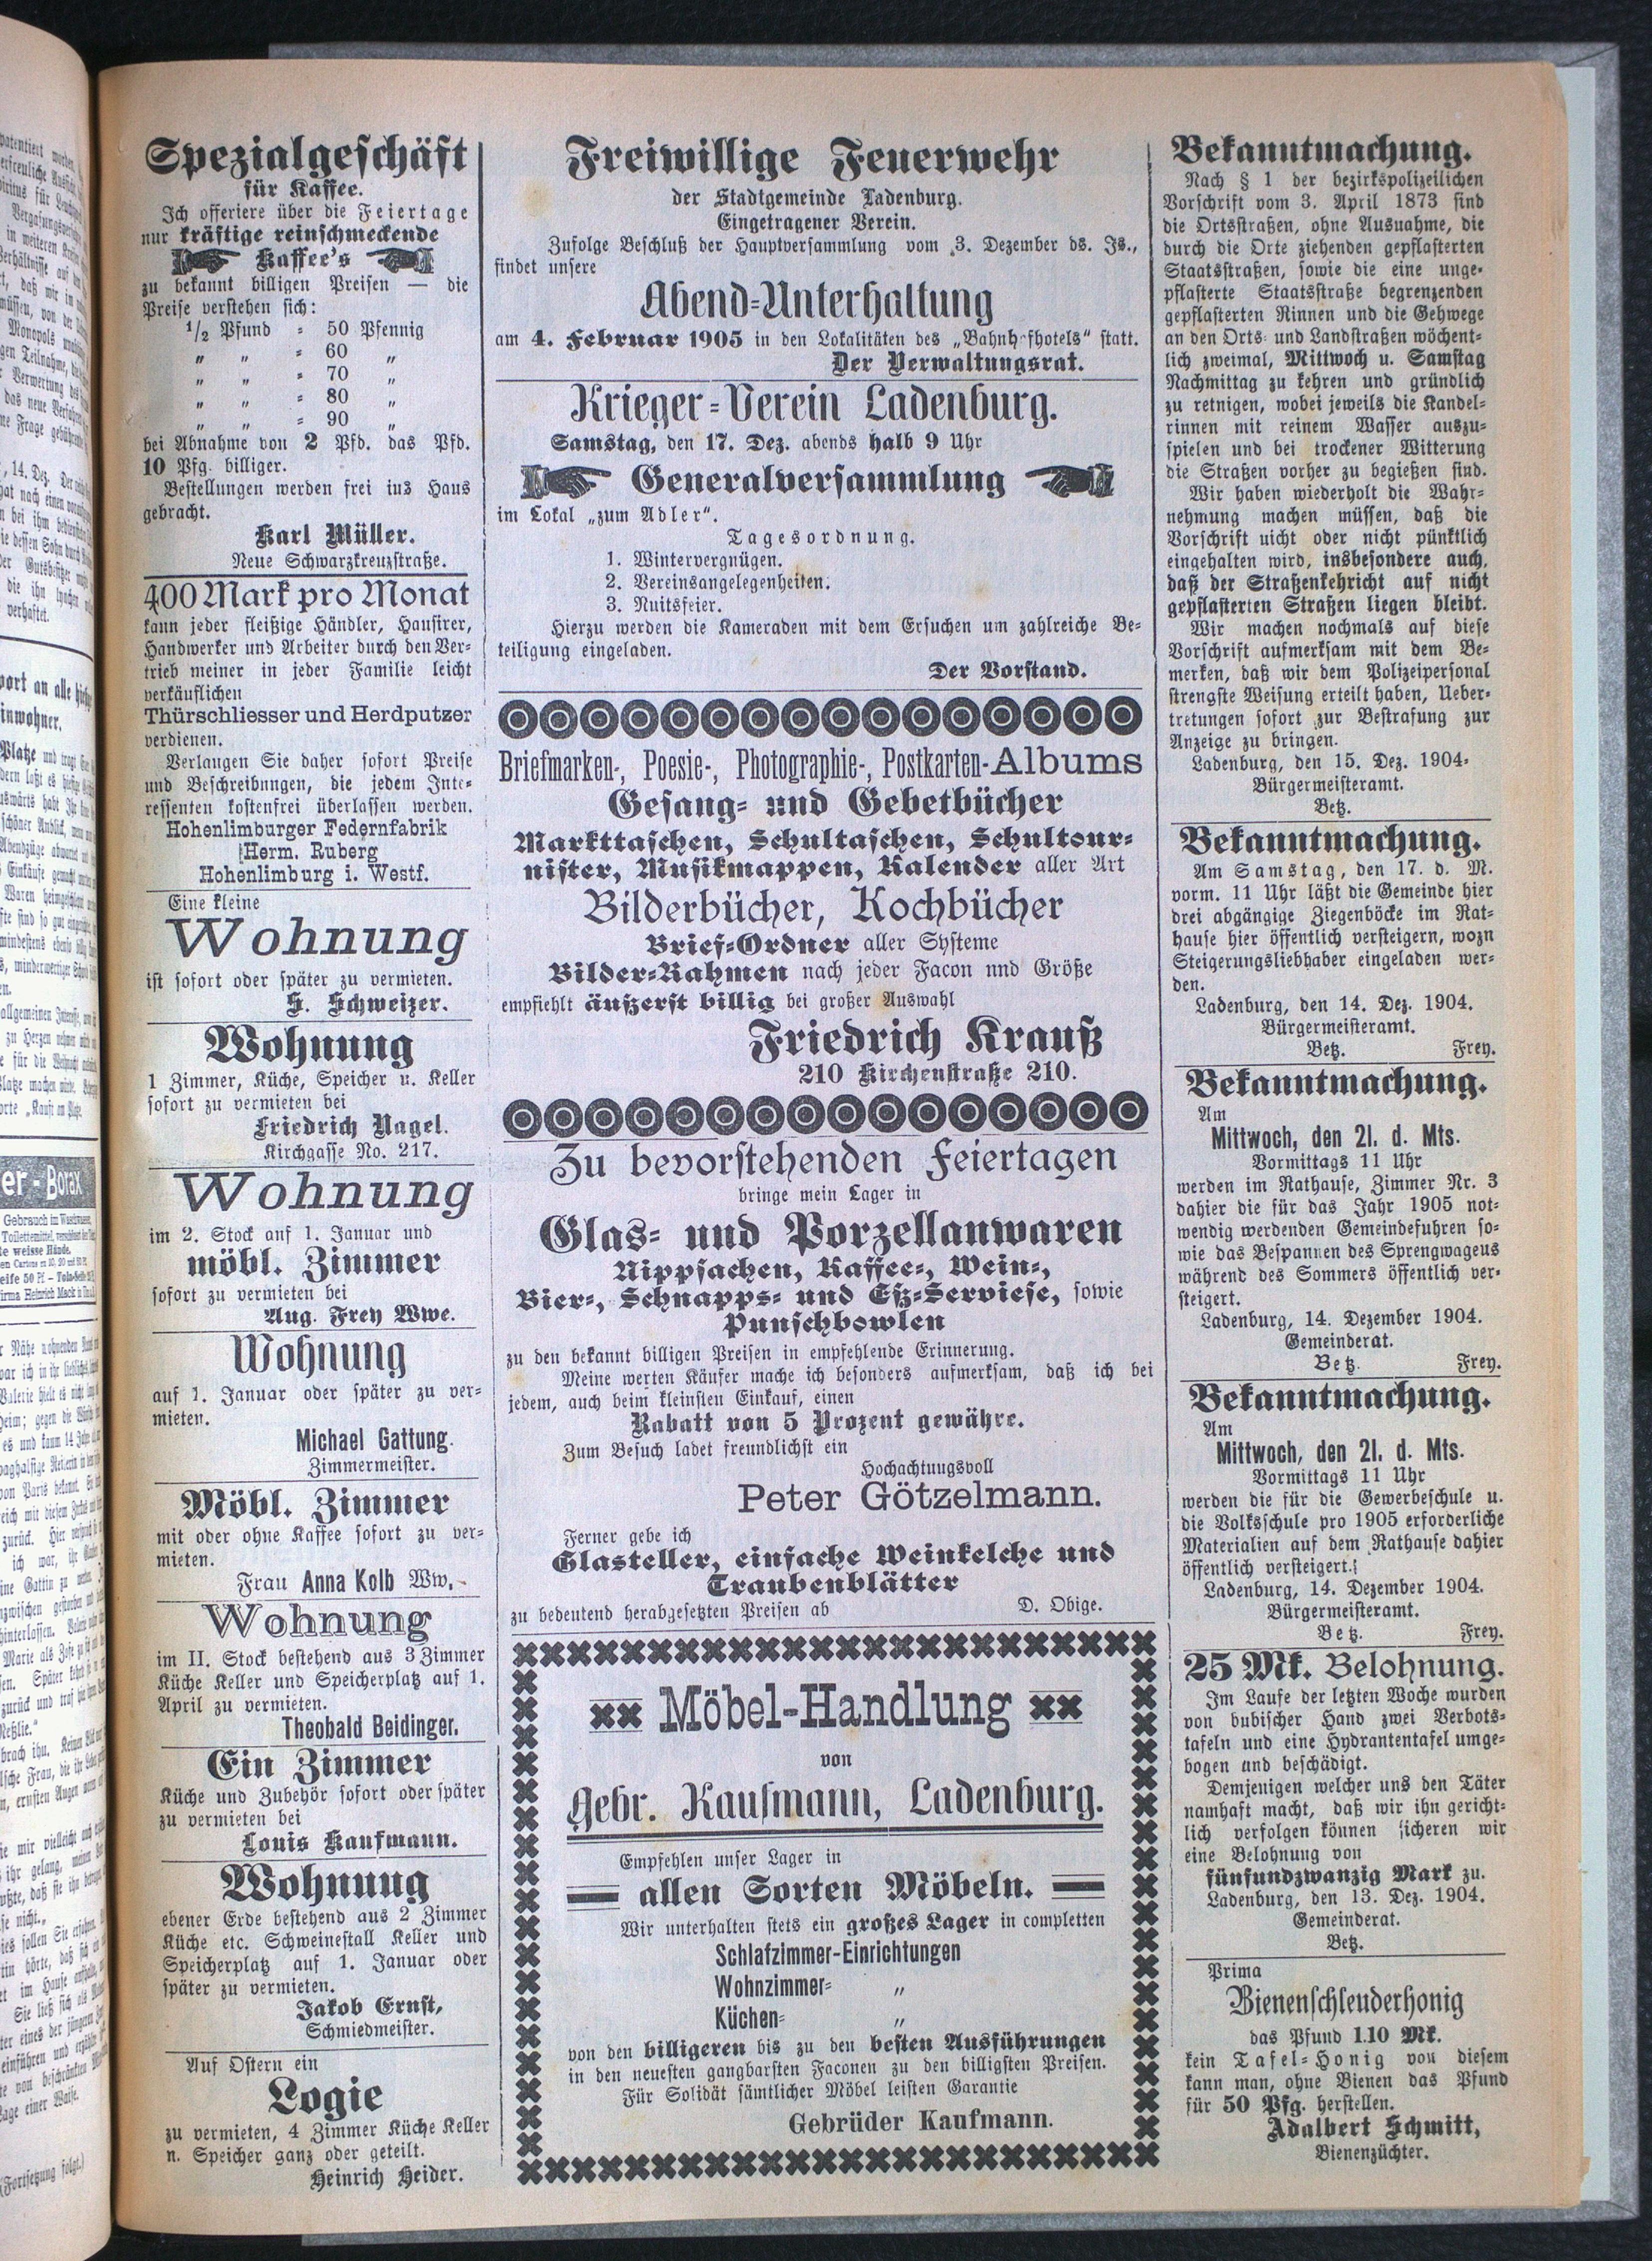 Spezialgeschäft
für Kaffee.
Ich offeriere über die Feiertage
nur kräftige reinschmeckende
Kaffee's
zu bekannt billigen Preisen — die
Preise verstehen sich:
1/2 Pfund = 50 Pfennig
" " = 60 "
" " = 70 "
" " = 80 "
" " = 90 "
bei Abnahme von 2 Pfd. das Pfd.
10 Pfg. billiger.
Bestellungen werden frei ins Haus
gebracht.
Karl Müller.
Neue Schwarzkreuzstraße.
400 Mark pro Monat
kann jeder fleißige Händler, Hausirer,
Handwerker und Arbeiter durch den Ver-
trieb meiner in jeder Familie leicht
verkäuflichen
Thürschliesser und Herdputzer
verdienen.
Verlangen Sie daher sofort Preise
und Beschreibnngen, die jedem Inte-
ressenten kostenfrei überlassen werden.
Hohenlimburger Federnfabrik
Herm. Ruberg
Hohenlimburg i. Westf.
Eine kleine
Wohnung
ist sofort oder später zu vermieten.
S. Schweizer.
Wohnung
1 Zimmer, Küche, Speicher u. Keller
sofort zu vermieten bei
Friedrich Nagel.
Kirchgasse No. 217.
Wohnung
im 2. Stock auf 1. Januar und
möbl. Zimmer
sofort zu vermieten bei
Aug. Frey Wwe.
Wohnung
auf 1. Januar oder später zu ver-
mieten.
Michael Gattung.
Zimmermeister.
Möbl. Zimmer
mit oder ohne Kaffee sofort zu ver-
mieten.
Frau Anna Kolb Ww.
Wohnung
im II. Stock bestehend aus 3 Zimmer
Küche Keller und Speicherplatz auf 1.
April zu vermieten.
Theobald Beidinger.
Ein Zimmer
Küche und Zubehör sofort oder später
zu vermieten bei
Louis Kaufmann.
Wohnung
ebener Erde bestehend aus 2 Zimmer
Küche etc. Schweinestall Keller und
Speicherplatz auf 1. Januar oder
später zu vermieten.
Jakob Ernst,
Schmiedmeister.
Auf Ostern ein
Logie
zu vermieten, 4 Zimmer Küche Keller
n. Speicher ganz oder geteilt.
Heinrich Heider.
Freiwillige Feuerwehr
der Stadtgemeinde Ladenburg.
Eingetragener Verein.
Zufolge Beschluß der Hauptversammlung vom 3. Dezember ds. Js.,
findet unsere
Abend-Unterhaltung
am 4. Februar 1905 in den Lokalitäten des „Bahnhofhotels" statt.
Der Verwaltungsrat.
Krieger-Verein Ladenburg.
Samstag, den 17. Dez. abends halb 9 Uhr
Generalversammlung
im Lokal „zum Adler".
Tagesordnung.
1. Wintervergnügen.
2. Vereinsangelegenheiten.
3. Nuitsfeier.
Hierzu werden die Kameraden mit dem Ersuchen um zahlreiche Be-
teiligung eingeladen.
Der Vorstand.
Briefmarken-, Poesie-, Photographie-, Postkarten-Albums
Gesang- und Gebetbücher
Markttaschen, Schultaschen, Schultour-
nister, Musikmappen, Kalender aller Art
Bilderbücher, Kochbücher
Brief-Ordner aller Systeme
Bilder-Rahmen nach jeder Facon nnd Größe
empfiehlt äußerst billig bei großer Auswahl
Friedrich Krauß
210 Kirchenstraße 210.
Zu bevorstehenden Feiertagen
bringe mein Lager in
Glas- und Porzellanwaren
Nippsachen, Kaffee-, Wein-,
Bier-, Schnapps- und Eß-Serviese, sowie
Punschbowlen
zu den bekannt billigen Preisen in empfehlende Erinnerung.
Meine werten Käufer mache ich besonders aufmerksam, daß ich bei
jedem, auch beim kleinsten Einkauf, einen
Rabatt von 5 Prozent gewähre.
Zum Besuch ladet freundlichst ein
Hochachtungsvoll
Peter Götzelmann.
Ferner gebe ich
Glasteller, einfache Weinkelche und
Traubenblätter
zu bedeutend herabgesetzten Preisen ab D. Obige.
Möbel-Handlung
von
Gebr. Kaufmann, Ladenburg.
Empfehlen unser Lager in
allen Sorten Möbeln.
Wir unterhalten stets ein großes Lager in completten
Schlafzimmer-Einrichtungen
Wohnzimmer- "
Küchen- "
von den billigeren bis zu den besten Ausführungen
in den neuesten gangbarsten Faconen zu den billigsten Preisen.
Für Solidät sämtlicher Möbel leisten Garantie
Gebrüder Kaufmann.
Bekanntmachung.
Nach § 1 der bezirkspolizeilichen
Vorschrift vom 3. April 1873 sind
die Ortsstraßen, ohne Ausnahme, die
durch die Orte ziehenden gepflasterten
Staatsstraßen, sowie die eine unge-
pflasterte Staatsstraße begrenzenden
gepflasterten Rinnen und die Gehwege
an den Orts- und Landstraßen wöchent-
lich zweimal, Mittwoch u. Samstag
Nachmittag zu kehren und gründlich
zu retnigen, wobei jeweils die Kandel-
rinnen mit reinem Wasser auszu-
spielen und bei trockener Witterung
die Straßen vorher zu begießen sind.
Wir haben wiederholt die Wahr-
nehmung machen müssen, daß die
Vorschrift nicht oder nicht pünktlich
eingehalten wird, insbesondere auch,
daß der Straßenkehricht auf nicht
gepflasterten Straßen liegen bleibt.
Wir machen nochmals auf diese
Vorschrift aufmerksam mit dem Be-
merken, daß wir dem Polizeipersonal
strengste Weisung erteilt haben, Ueber-
tretungen sofort zur Bestrafung zur
Anzeige zu bringen.
Ladenburg, den 15. Dez. 1904.
Bürgermeisteramt.
Betz.
Bekanntmachung.
Am Samstag, den 17. d. M.
vorm. 11 Uhr läßt die Gemeinde hier
drei abgängige Ziegenböcke im Rat-
hause hier öffentlich versteigern, wozn
Steigerungsliebhaber eingeladen wer-
den.
Ladenburg, den 14. Dez. 1904.
Bürgermeisteramt.
Betz. Frey.
Bekanntmachung.
Am
Mittwoch, den 21. d. Mts.
Vormittags 11 Uhr
werden im Rathause, Zimmer Nr. 3
dahier die für das Jahr 1905 not-
wendig werdenden Gemeindefuhren so-
wie das Bespannen des Sprengwagens
während des Sommers öffentlich ver-
steigert.
Ladenburg, 14. Dezember 1904.
Gemeinderat.
Betz. Frey.
Bekanntmachung.
Am
Mittwoch, den 21. d. Mts.
Vormittags 11 Uhr
werden die für die Gewerbeschule u.
die Volksschule pro 1905 erforderliche
Materialien auf dem Rathause dahier
öffentlich versteigert.
Ladenburg, 14. Dezember 1904.
Bürgermeisteramt.
Betz. Frey.
25 Mk. Belohnung.
Im Laufe der letzten Woche wurden
von bubischer Hand zwei Verbots-
tafeln und eine Hydrantentafel umge-
bogen und beschädigt.
Demjenigen welcher uns den Täter
namhaft macht, daß wir ihn gericht-
lich verfolgen können sicheren wir
eine Belohnung von
fünfundzwanzig Mark zu.
Ladenburg, den 13. Dez. 1904.
Gemeinderat.
Betz.
Prima
Bienenschleuderhonig
das Pfund 1.10 Mk.
kein Tafel-Honig von diesem
kann man, ohne Bienen das Pfund
für 50 Pfg. herstellen.
Adalbert Schmitt,
Bienenzüchter.